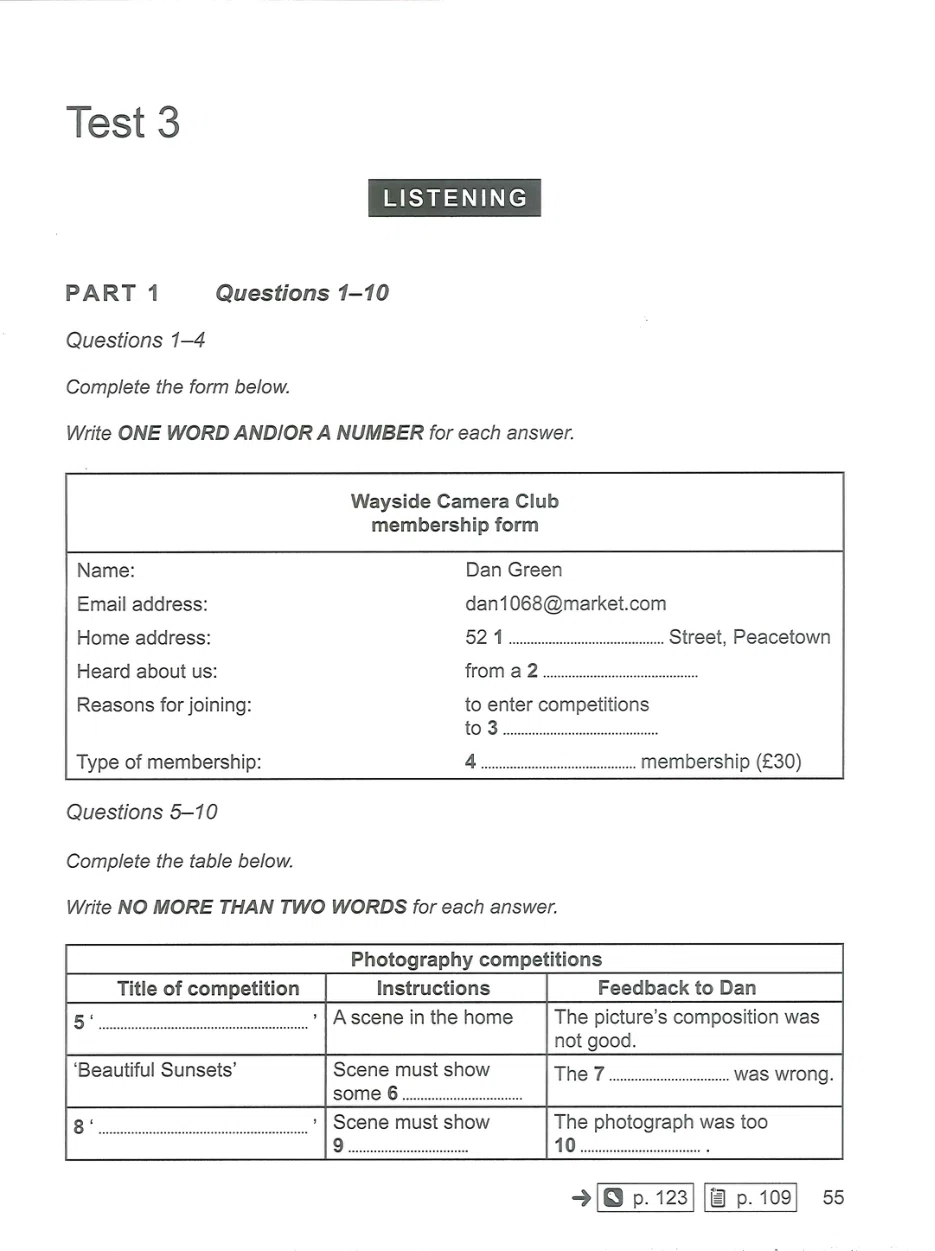 Test 3
LISTENING
PART 1 Questions 1–10
Questions 1–4
Complete the form below.
Write ONE WORD AND/OR A NUMBER for each answer.
Wayside Camera Club
membership form
Name: Dan Green
Email address: dan1068@market.com
Home address: 52 1 .......................................... Street, Peacetown
Heard about us: from a 2 ..........................................
Reasons for joining: to enter competitions
to 3 ..........................................
Type of membership: 4 .......................................... membership (£30)
Questions 5–10
Complete the table below.
Write NO MORE THAN TWO WORDS for each answer.
Photography competitions
Title of competition Instructions Feedback to Dan
5 ‘ .......................................... ’ A scene in the home The picture’s composition was
not good.
‘Beautiful Sunsets’ Scene must show
some 6 ................................ The 7 ................................ was wrong.
8 ‘ .......................................... ’ Scene must show
9 ................................ The photograph was too
10 ................................ .
➔ p. 123 p. 109 55